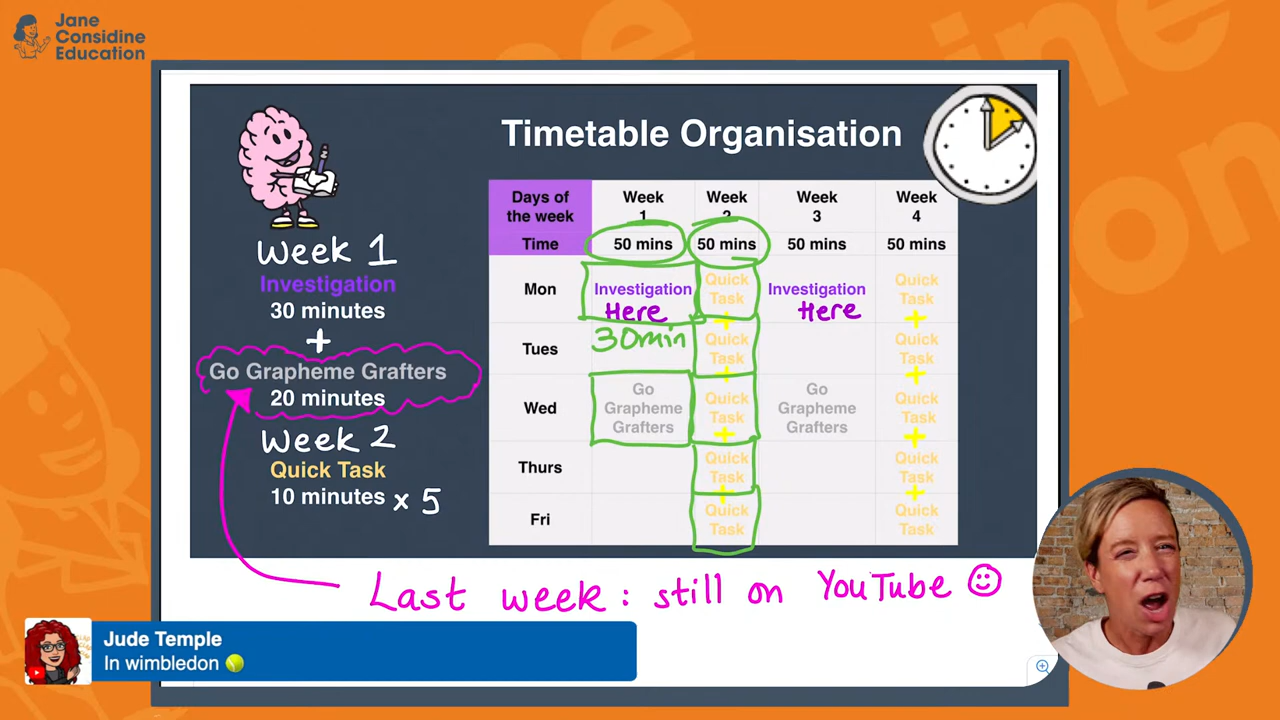 Jane
Considine
Education
Timetable Organisation
Week 1
Investigation
30 minutes
+
Go Grapheme Grafters
20 minutes
Week 2
Quick Task
10 minutes x 5
Days of the week Week 1 Week 2 Week 3 Week 4
Time 50 mins 50 mins 50 mins 50 mins
Mon Investigation Here Quick Task Investigation Here Quick Task
+ +
Tues 30min Quick Task Quick Task
+ +
Wed Go Grapheme Grafters Quick Task Go Grapheme Grafters Quick Task
+ +
Thurs Quick Task Quick Task
+ +
Fri Quick Task Quick Task
Last week: still on YouTube
Jude Temple
In wimbledon 🎾